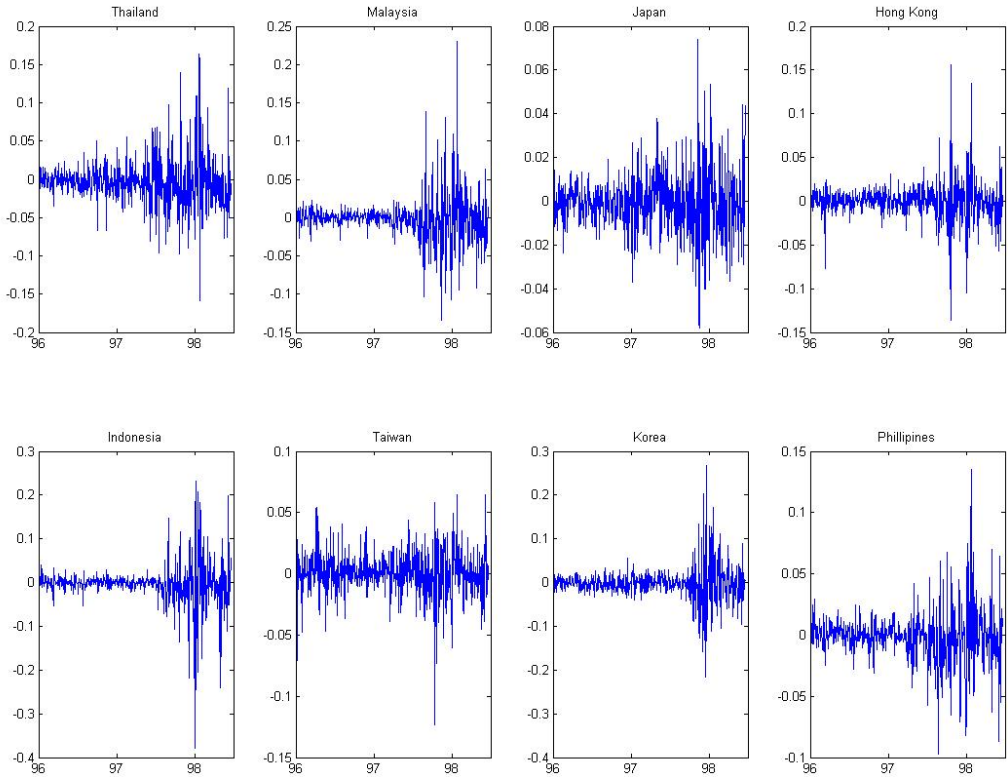 Thailand Malaysia Japan Hong Kong
0.2 0.25 0.08 0.2
0.15 0.2 0.06 0.15
0.1 0.15 0.04 0.1
0.05 0.1 0.02 0.05
0 0.05 0 0
-0.05 0 -0.02 -0.05
-0.1 -0.05 -0.04 -0.1
-0.15 -0.1 -0.06 -0.15
-0.2 -0.15
96 97 98 96 97 98 96 97 98 96 97 98
Indonesia Taiwan Korea Phillipines
0.3 0.1 0.3 0.15
0.2 0.05 0.2 0.1
0.1 0 0.1 0.05
0 -0.05 0 0
-0.1 -0.1 -0.1 -0.05
-0.2 -0.15 -0.2 -0.1
-0.3 -0.3
-0.4 -0.4
96 97 98 96 97 98 96 97 98 96 97 98